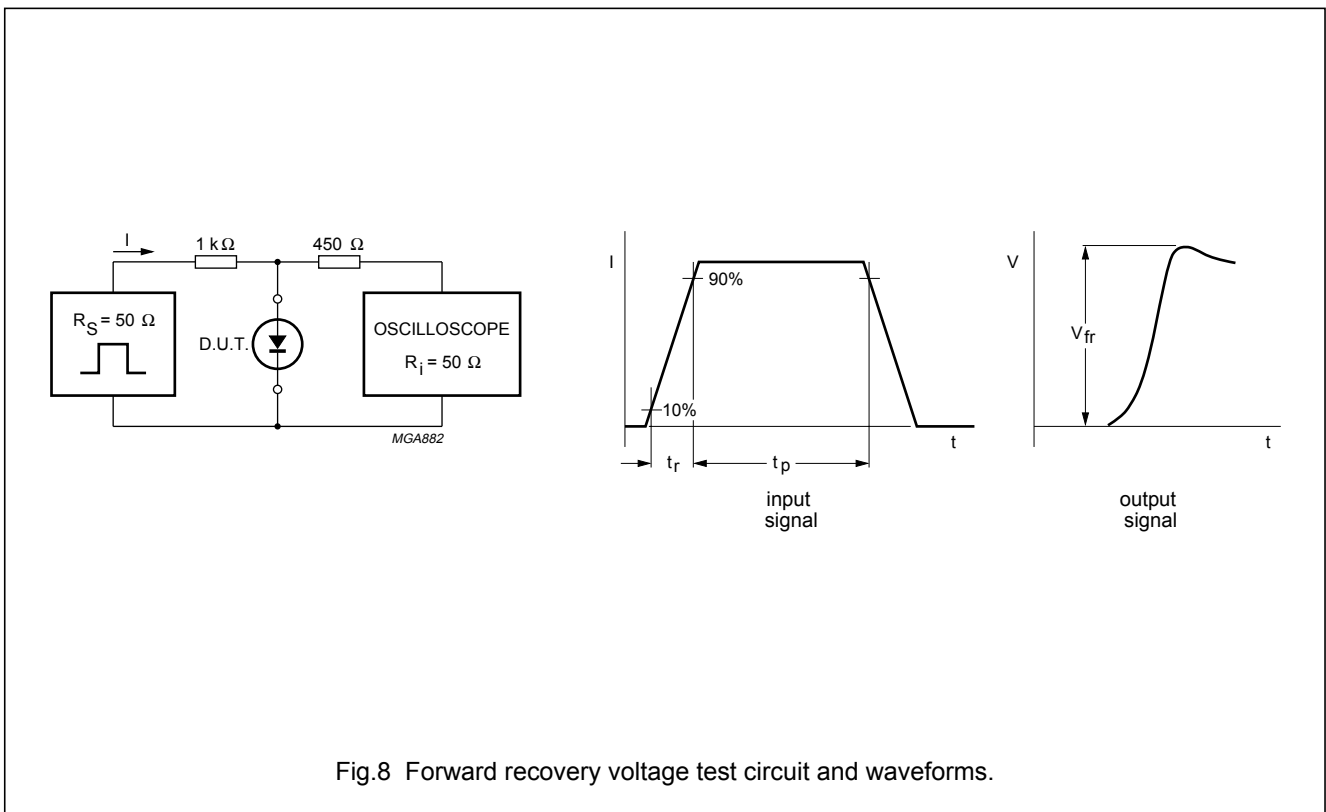 I
1 kΩ
450 Ω
R_S = 50 Ω
D.U.T.
OSCILLOSCOPE
R_i = 50 Ω
MGA882
I
90%
10%
t
t_r
t_p
input
signal
V
V_fr
t
output
signal
Fig.8 Forward recovery voltage test circuit and waveforms.